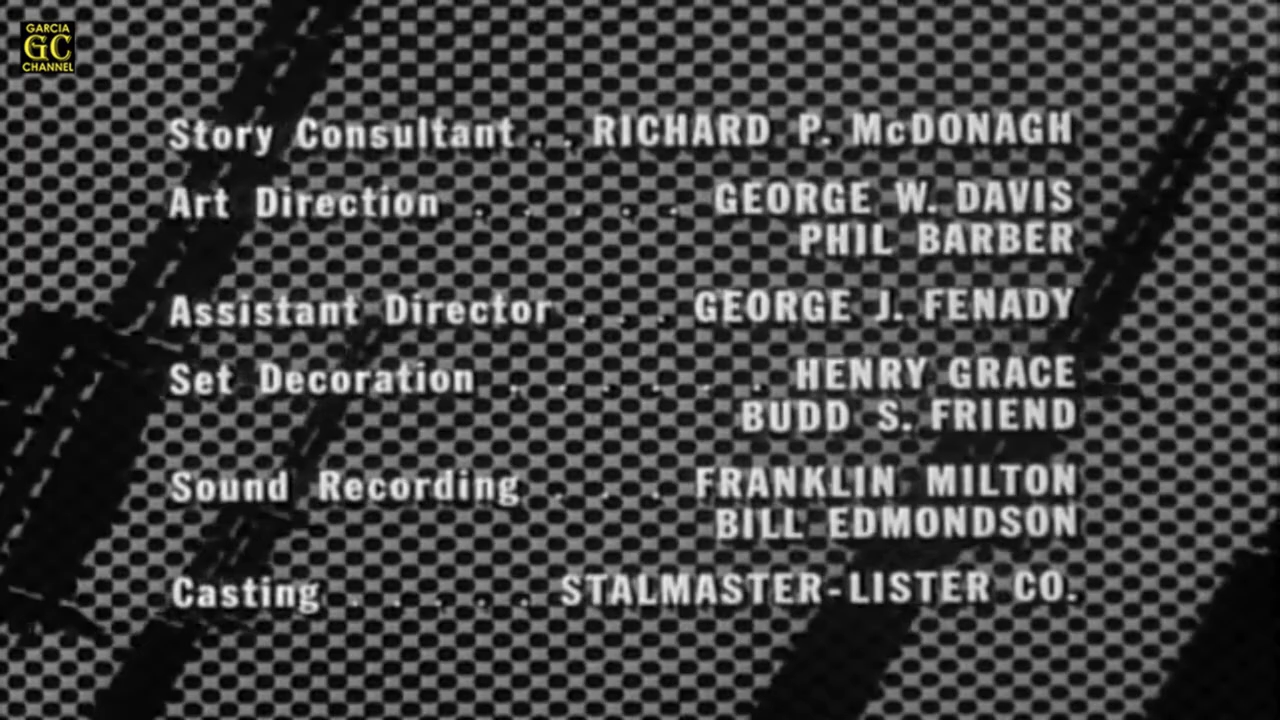 GARCIA
GC
CHANNEL
Story Consultant . . RICHARD P. McDONAGH
Art Direction . . . . . GEORGE W. DAVIS
PHIL BARBER
Assistant Director . . . GEORGE J. FENADY
Set Decoration . . . . . . HENRY GRACE
BUDD S. FRIEND
Sound Recording . . . FRANKLIN MILTON
BILL EDMONDSON
Casting . . . . . STALMASTER-LISTER CO.